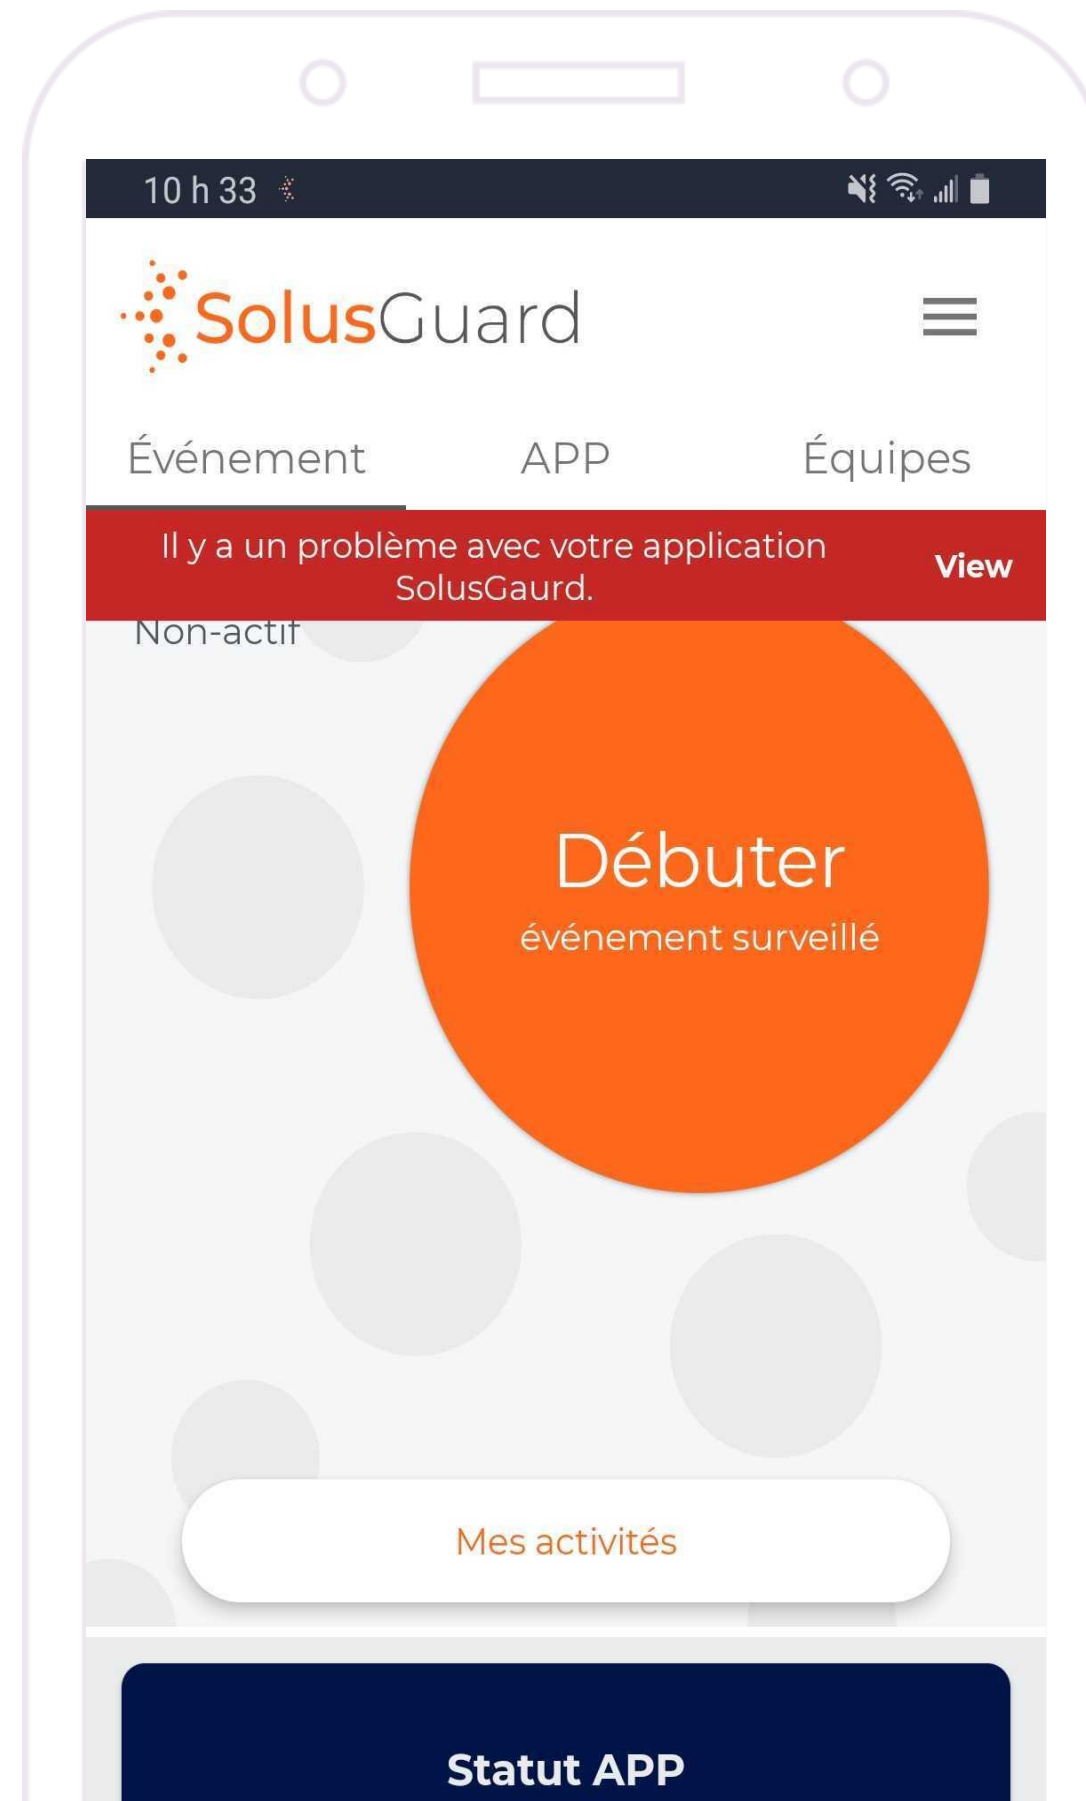 10 h 33
SolusGuard
Événement APP Équipes
Il y a un problème avec votre application
SolusGaurd.
View
Non-actif
Débuter
événement surveillé
Mes activités
Statut APP